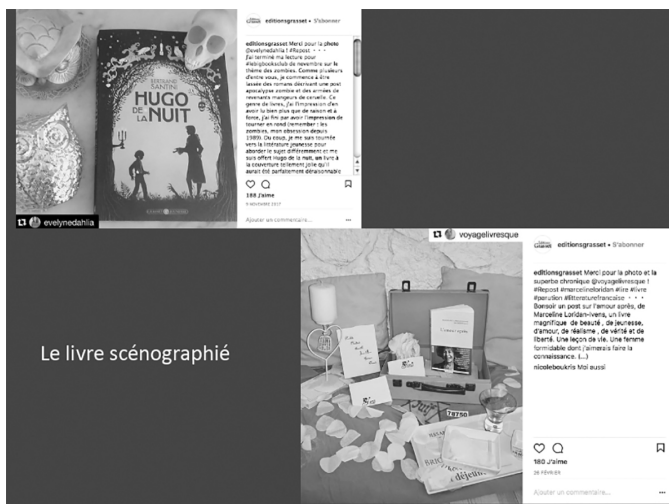 editionsgrasset • S'abonner
editionsgrasset Merci pour la photo
@evelynedahlia ! #Repost • • •
J'ai terminé ma lecture pour
#lebigbooksclub de novembre sur le
thème des zombies. Comme plusieurs
d'entre vous, je commence à être
lassée des romans décrivant une post
apocalypse zombie et des armées de
revenants mangeurs de cervelle. Ce
genre de livres, j'ai l'impression d'en
avoir lu bien plus que de raison et à
force, j'ai fini par avoir l'impression de
tourner en rond (remember : les
zombies, mon obsession depuis
1989). Du coup, je me suis tournée
vers la littérature jeunesse pour
aborder le sujet différemment et me
suis offert Hugo de la nuit, un livre à
la couverture tellement jolie qu'il
aurait été parfaitement déraisonnable
188 J'aime
9 NOVEMBRE 2017
Ajouter un commentaire...
BERTRAND
SANTINI
HUGO
DE LA NUIT
evelynedahlia
Le livre scénographié
voyagelivresque
78750
déjeuner
editionsgrasset • S'abonner
editionsgrasset Merci pour la photo et la
superbe chronique @voyagelivresque !
#Repost #marcelineloridan #lire #livre
#parution #litteraturefrancaise • • •
Bonsoir un post sur l'amour après, de
Marceline Loridan-Ivens, un livre
magnifique de beauté , de jeunesse,
d'amour, de réalisme , de vérité et de
liberté. Une leçon de vie. Une femme
formidable dont j'aimerais faire la
connaissance. (...)
nicoleboukris Moi aussi
180 J'aime
26 FÉVRIER
Ajouter un commentaire...